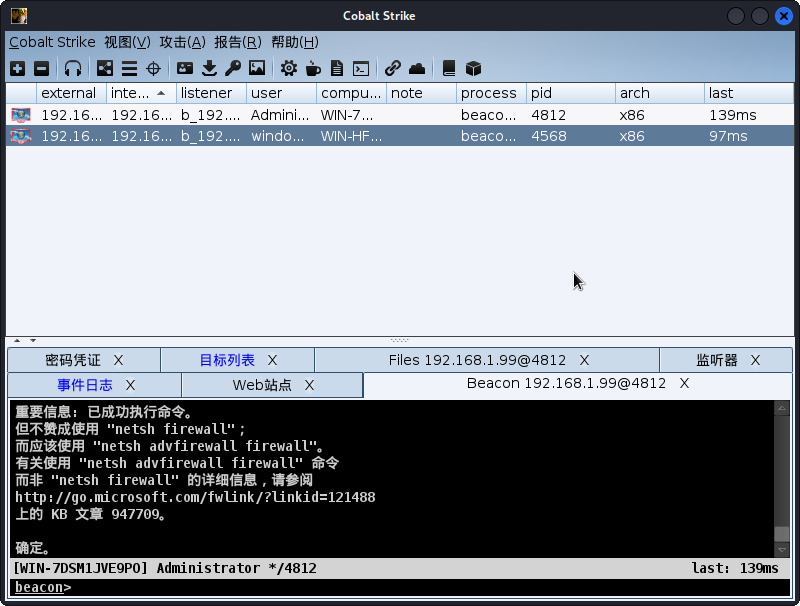 Cobalt Strike
Cobalt Strike 视图(V) 攻击(A) 报告(R) 帮助(H)
external inte... listener user compu... note process pid arch last
192.16... 192.16... b_192.... Admini... WIN-7... beaco... 4812 x86 139ms
192.16... 192.16... b_192.... windo... WIN-HF... beaco... 4568 x86 97ms
密码凭证 X 目标列表 X Files 192.168.1.99@4812 X 监听器 X
事件日志 X Web站点 X Beacon 192.168.1.99@4812 X
重要信息: 已成功执行命令。
但不赞成使用 "netsh firewall"；
而应该使用 "netsh advfirewall firewall"。
有关使用 "netsh advfirewall firewall" 命令
而非 "netsh firewall" 的详细信息，请参阅
http://go.microsoft.com/fwlink/?linkid=121488
上的 KB 文章 947709。
确定。
[WIN-7DSM1JVE9PO] Administrator */4812 last: 139ms
beacon>